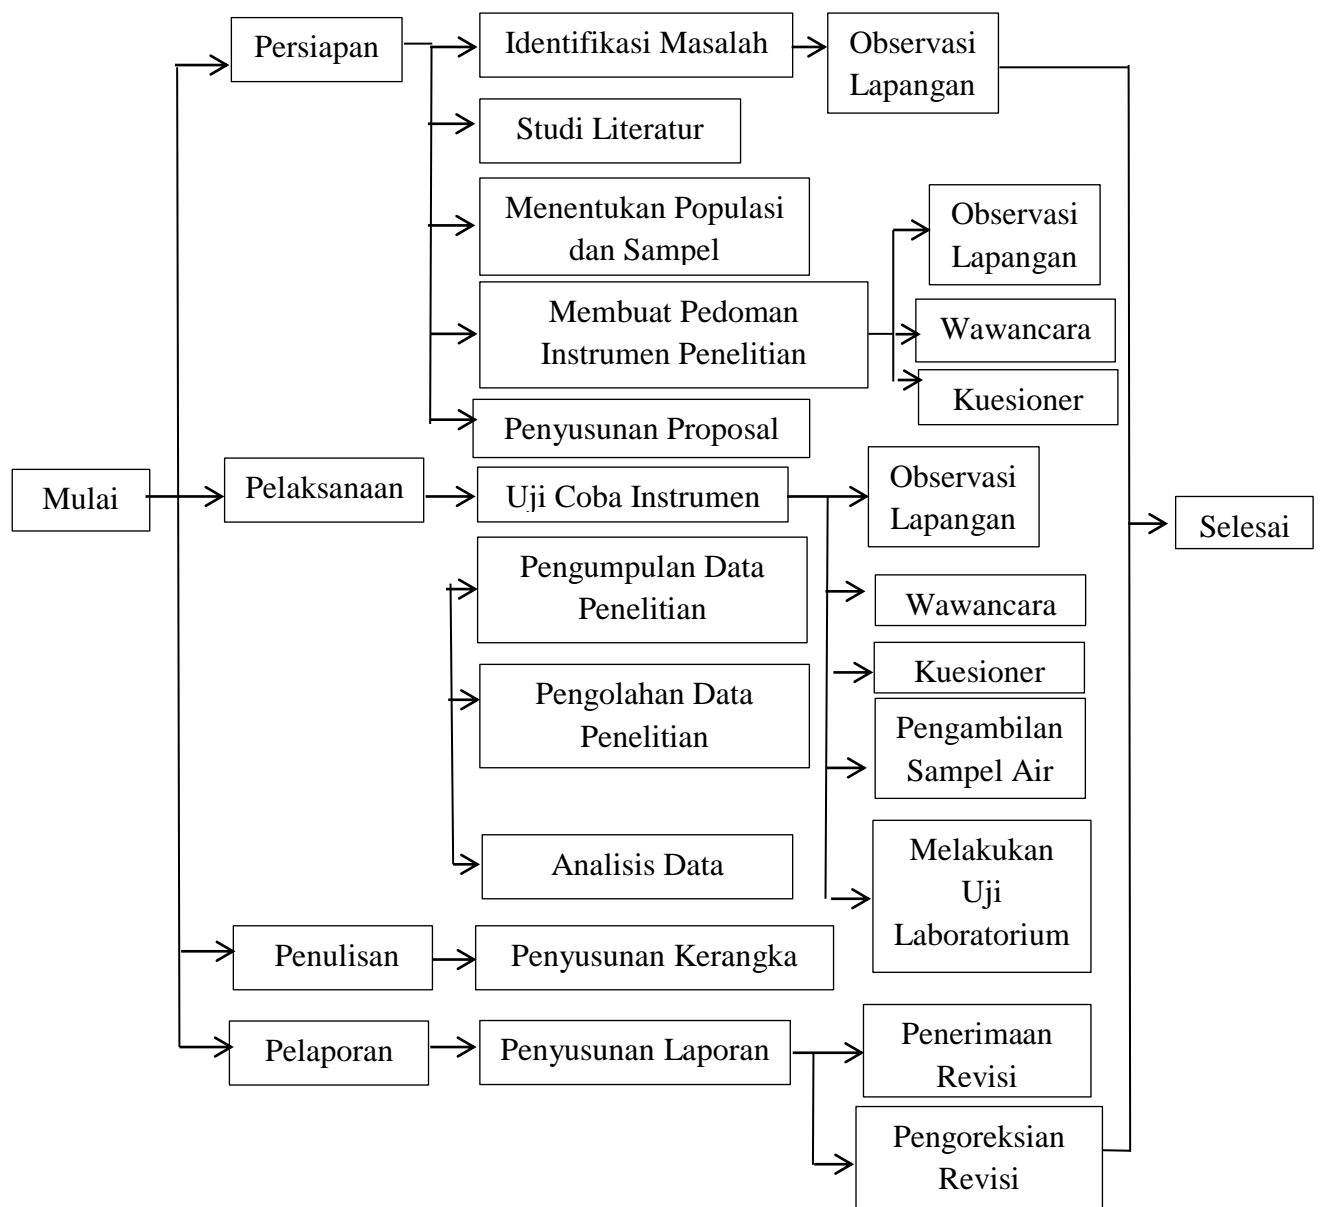 Persiapan
Identifikasi Masalah
Observasi
Lapangan
Studi Literatur
Menentukan Populasi
dan Sampel
Membuat Pedoman
Instrumen Penelitian
Observasi
Lapangan
Wawancara
Kuesioner
Penyusunan Proposal
Mulai
Pelaksanaan
Uji Coba Instrumen
Observasi
Lapangan
Selesai
Pengumpulan Data
Penelitian
Wawancara
Kuesioner
Pengolahan Data
Penelitian
Pengambilan
Sampel Air
Analisis Data
Melakukan
Uji
Laboratorium
Penulisan
Penyusunan Kerangka
Pelaporan
Penyusunan Laporan
Penerimaan
Revisi
Pengoreksian
Revisi